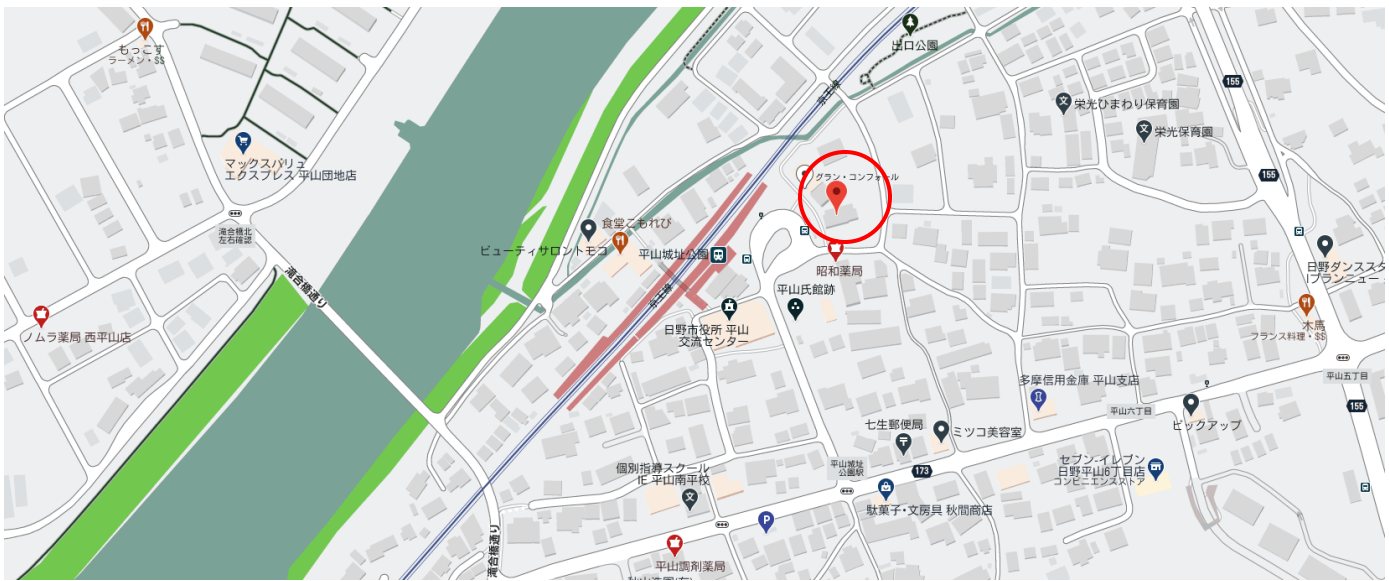 もっこす
ラーメン・$$
出口公園
京王線
155
栄光ひまわり保育園
栄光保育園
マックスバリュ
エクスプレス 平山団地店
155
グラン・コンフォール
滝合橋北
左右確認
食堂こもれび
ビューティサロントモコ
平山城址公園
昭和薬局
日野ダンススタ
(ブランニュー
滝合橋通り
京王線
平山氏館跡
ノムラ薬局 西平山店
日野市役所 平山
交流センター
木馬
フランス料理・$$
平山五丁目
多摩信用金庫 平山支店
155
平山六丁目
ビックアップ
七生郵便局
ミツコ美容室
個別指導スクール
IE 平山南平校
平山城址
公園駅
173
セブン-イレブン
日野平山6丁目店
コンビニエンスストア
駄菓子・文房具 秋間商店
P
滝合橋通り
平山調剤薬局